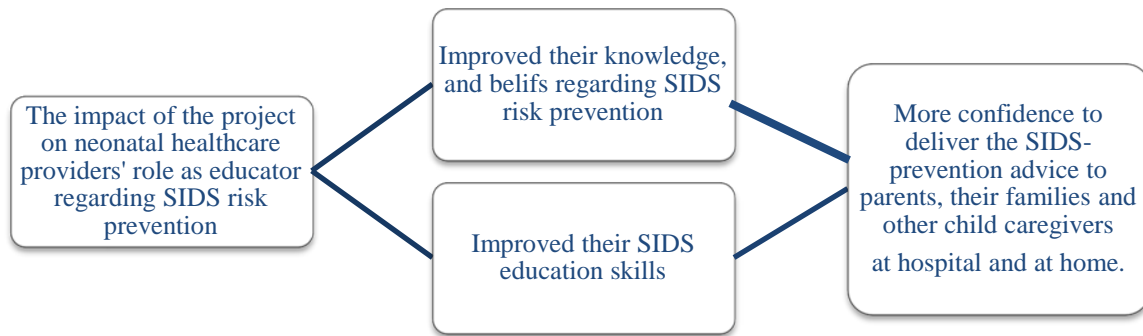 The impact of the project
on neonatal healthcare
providers' role as educator
regarding SIDS risk
prevention
Improved their knowledge,
and belifs regarding SIDS
risk prevention
Improved their SIDS
education skills
More confidence to
deliver the SIDS-
prevention advice to
parents, their families and
other child caregivers
at hospital and at home.